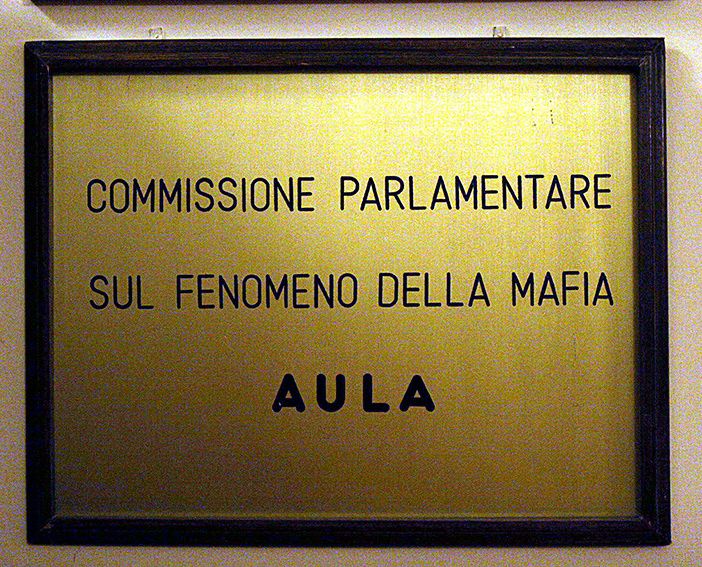 COMMISSIONE PARLAMENTARE
SUL FENOMENO DELLA MAFIA
AULA